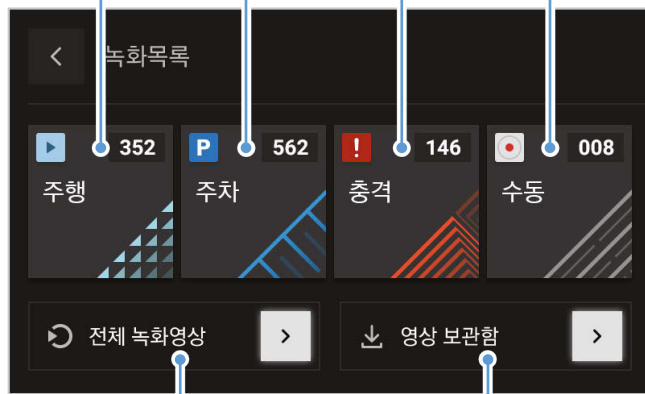 녹화목록
352
P 562
! 146
008
주행
주차
충격
수동
전체 녹화영상
영상 보관함